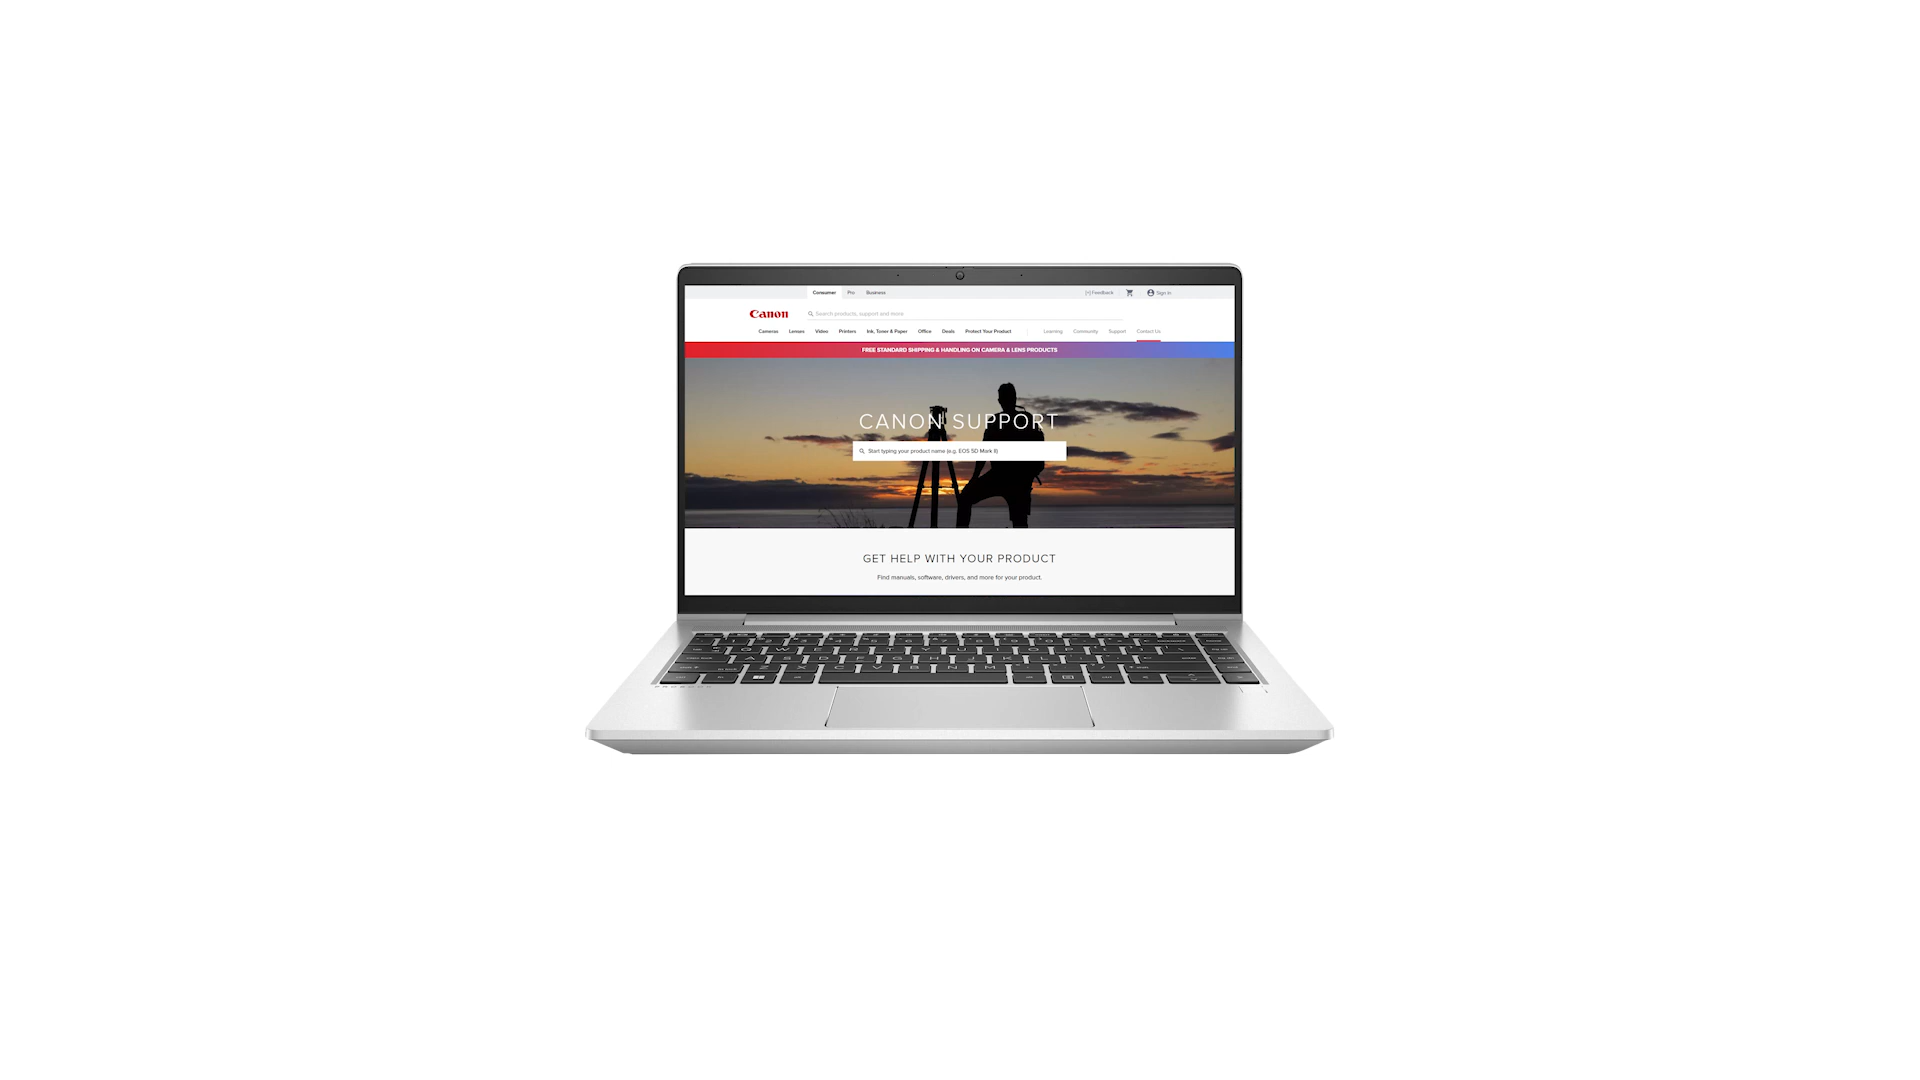 Consumer Pro Business [+] Feedback Sign In
Canon Search products, support and more
Cameras Lenses Video Printers Ink, Toner & Paper Office Deals Protect Your Product Learning Community Support Contact Us
FREE STANDARD SHIPPING & HANDLING ON CAMERA & LENS PRODUCTS
CANON SUPPORT
Start typing your product name (e.g. EOS 5D Mark II)
GET HELP WITH YOUR PRODUCT
Find manuals, software, drivers, and more for your product.
Q W E R T Y U I O P
A S D F G H J K L
Z X C V B N M